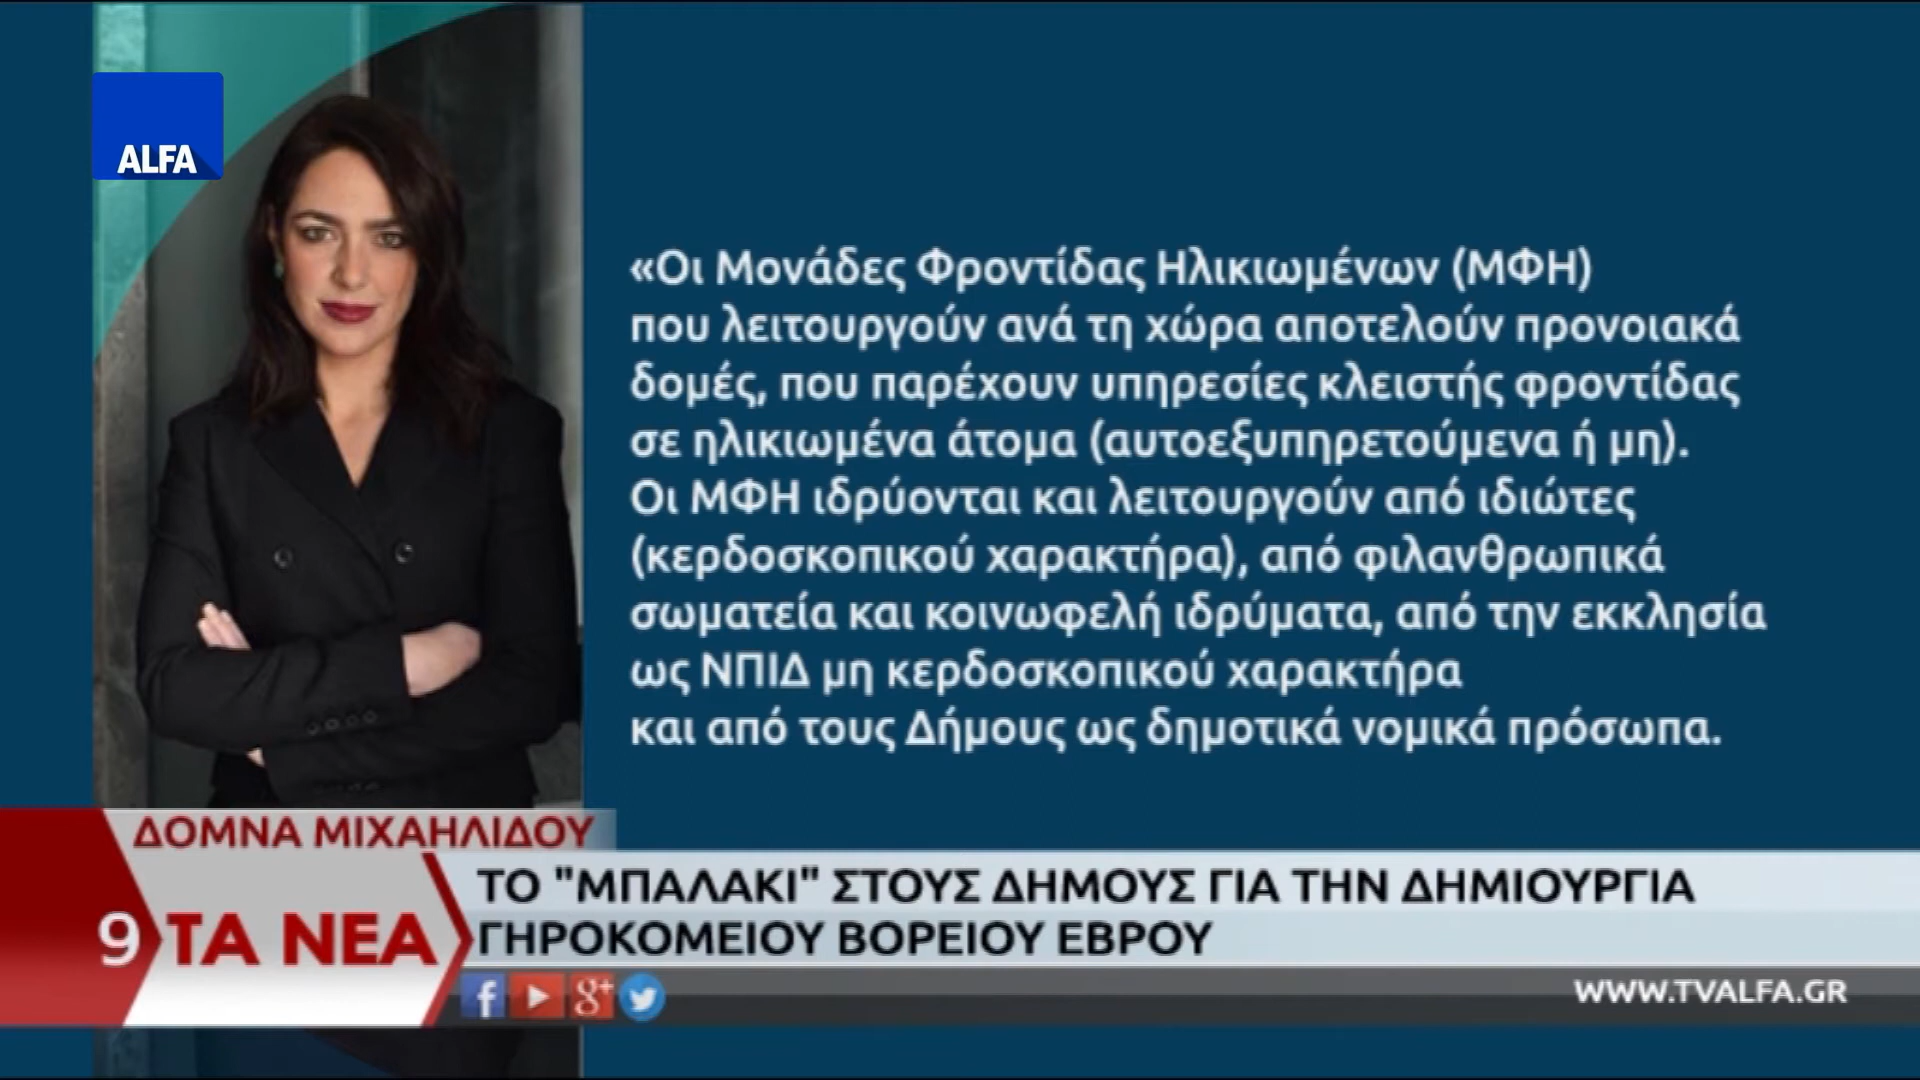 ALFA
«Οι Μονάδες Φροντίδας Ηλικιωμένων (ΜΦΗ)
που λειτουργούν ανά τη χώρα αποτελούν προνοιακά
δομές, που παρέχουν υπηρεσίες κλειστής φροντίδας
σε ηλικιωμένα άτομα (αυτοεξυπηρετούμενα ή μη).
Οι ΜΦΗ ιδρύονται και λειτουργούν από ιδιώτες
(κερδοσκοπικού χαρακτήρα), από φιλανθρωπικά
σωματεία και κοινωφελή ιδρύματα, από την εκκλησία
ως ΝΠΙΔ μη κερδοσκοπικού χαρακτήρα
και από τους Δήμους ως δημοτικά νομικά πρόσωπα.
ΔΟΜΝΑ ΜΙΧΑΗΛΙΔΟΥ
ΤΟ "ΜΠΑΛΑΚΙ" ΣΤΟΥΣ ΔΗΜΟΥΣ ΓΙΑ ΤΗΝ ΔΗΜΙΟΥΡΓΙΑ
ΓΗΡΟΚΟΜΕΙΟΥ ΒΟΡΕΙΟΥ ΕΒΡΟΥ
9 ΤΑ ΝΕΑ
f g+
WWW.TVALFA.GR